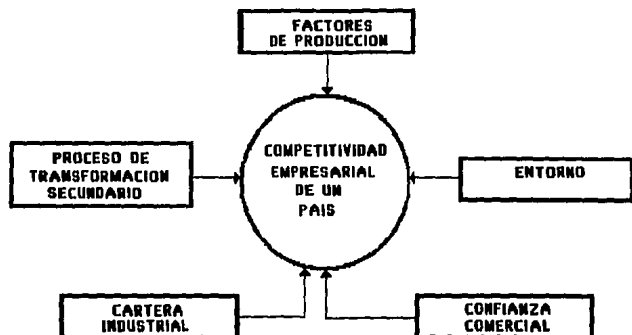 FACTORES
DE PRODUCCION
PROCESO DE
TRANSFORMACION
SECUNDARIO
COMPETITIVIDAD
EMPRESARIAL
DE UN
PAIS
ENTORNO
CARTERA
INDUSTRIAL
CONFIANZA
COMERCIAL